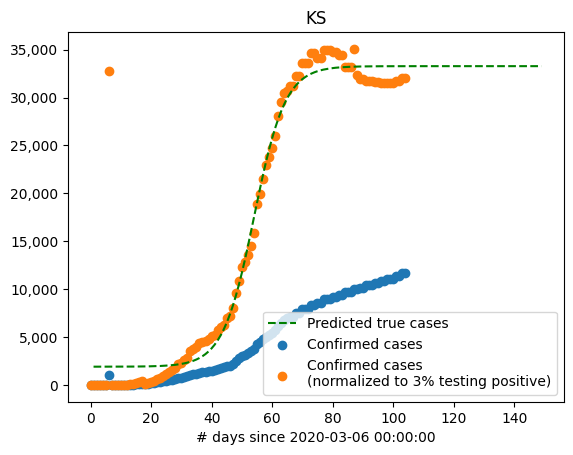 KS
35,000
30,000
25,000
20,000
15,000
10,000
5,000
0
Predicted true cases
Confirmed cases
Confirmed cases
(normalized to 3% testing positive)
0 20 40 60 80 100 120 140
# days since 2020-03-06 00:00:00